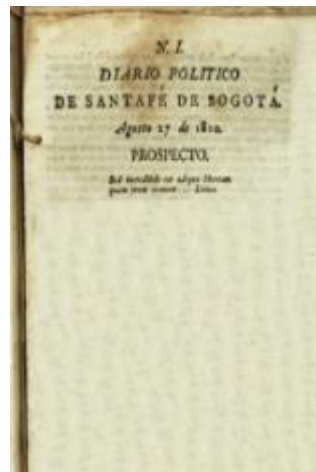 N. I.
DIARIO POLITICO
DE SANTAFÉ DE BOGOTÁ.
Agosto 27 de 1810.
PROSPECTO.